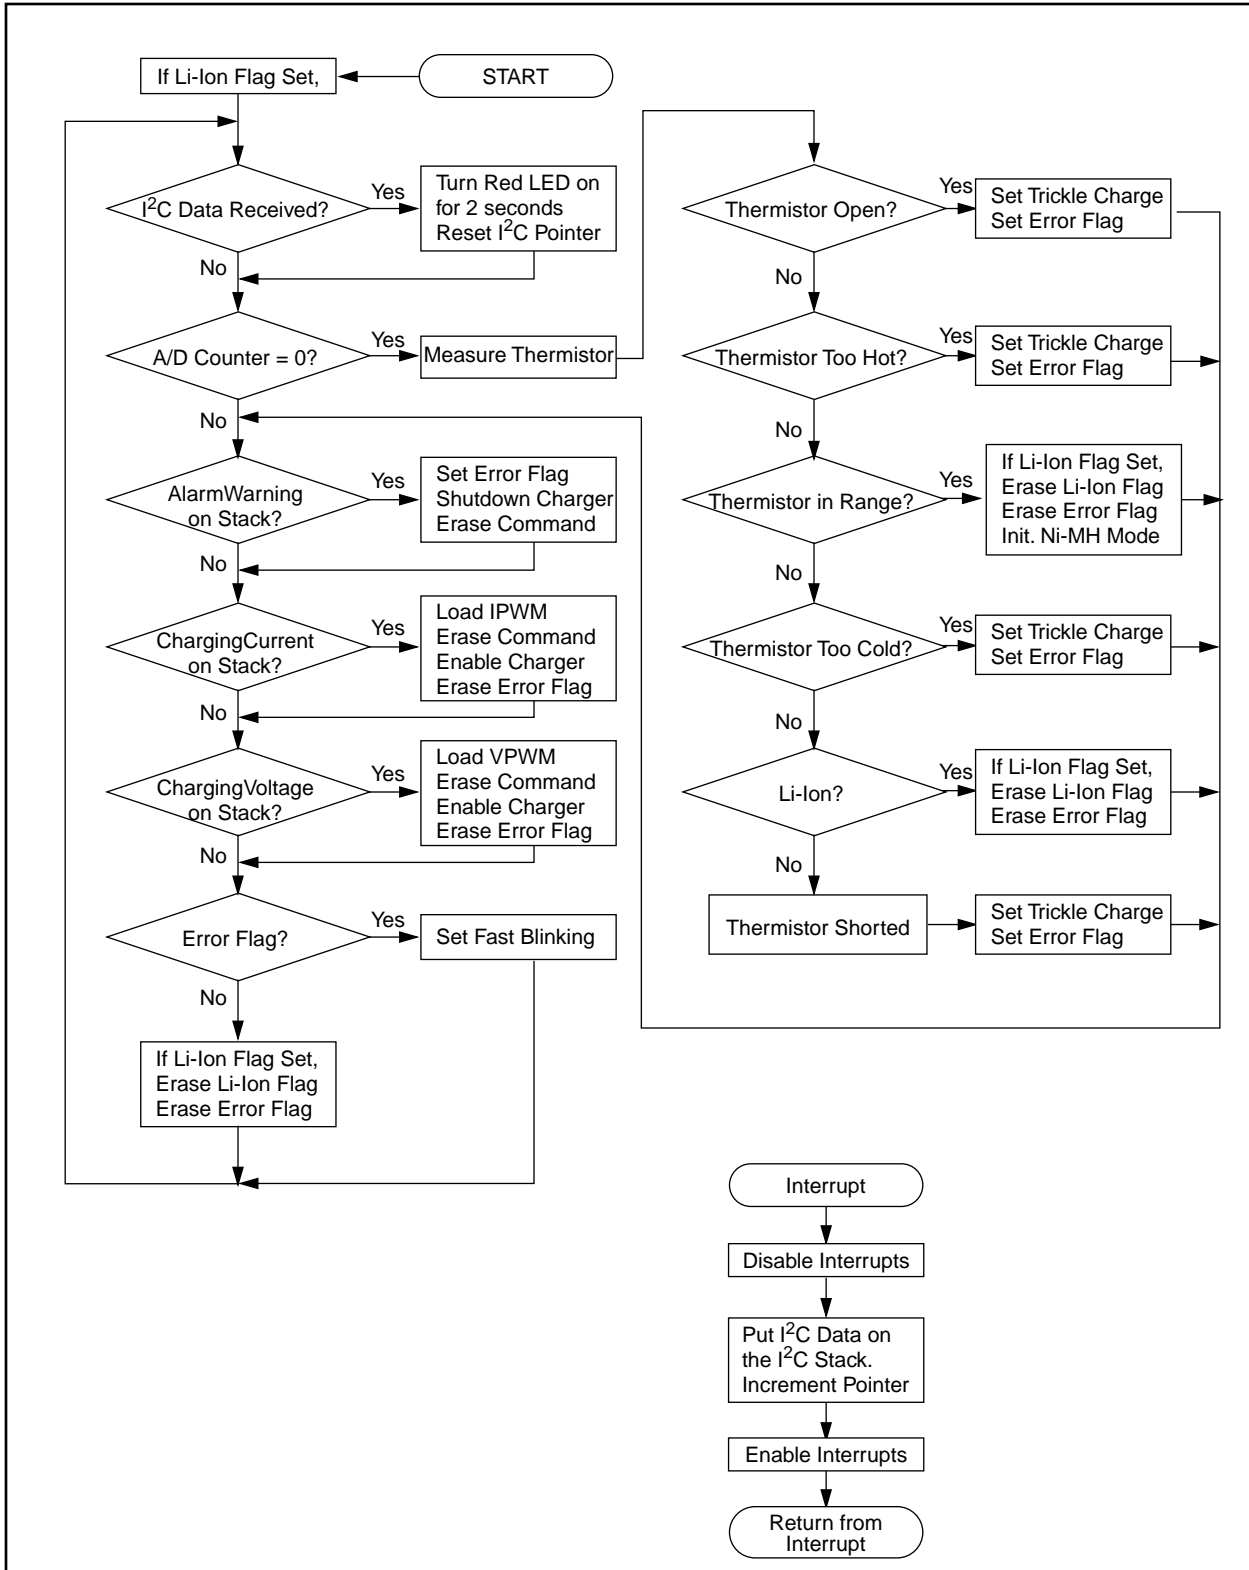 If Li-Ion Flag Set,
START
I²C Data Received?
Yes
Turn Red LED on
for 2 seconds
Reset I²C Pointer
No
A/D Counter = 0?
Yes
Measure Thermistor
No
AlarmWarning
on Stack?
Yes
Set Error Flag
Shutdown Charger
Erase Command
No
ChargingCurrent
on Stack?
Yes
Load IPWM
Erase Command
Enable Charger
Erase Error Flag
No
ChargingVoltage
on Stack?
Yes
Load VPWM
Erase Command
Enable Charger
Erase Error Flag
No
Error Flag?
Yes
Set Fast Blinking
No
If Li-Ion Flag Set,
Erase Li-Ion Flag
Erase Error Flag
Thermistor Open?
Yes
Set Trickle Charge
Set Error Flag
No
Thermistor Too Hot?
Yes
Set Trickle Charge
Set Error Flag
No
Thermistor in Range?
Yes
If Li-Ion Flag Set,
Erase Li-Ion Flag
Erase Error Flag
Init. Ni-MH Mode
No
Thermistor Too Cold?
Yes
Set Trickle Charge
Set Error Flag
No
Li-Ion?
Yes
If Li-Ion Flag Set,
Erase Li-Ion Flag
Erase Error Flag
No
Thermistor Shorted
Set Trickle Charge
Set Error Flag
Interrupt
Disable Interrupts
Put I²C Data on
the I²C Stack.
Increment Pointer
Enable Interrupts
Return from
Interrupt